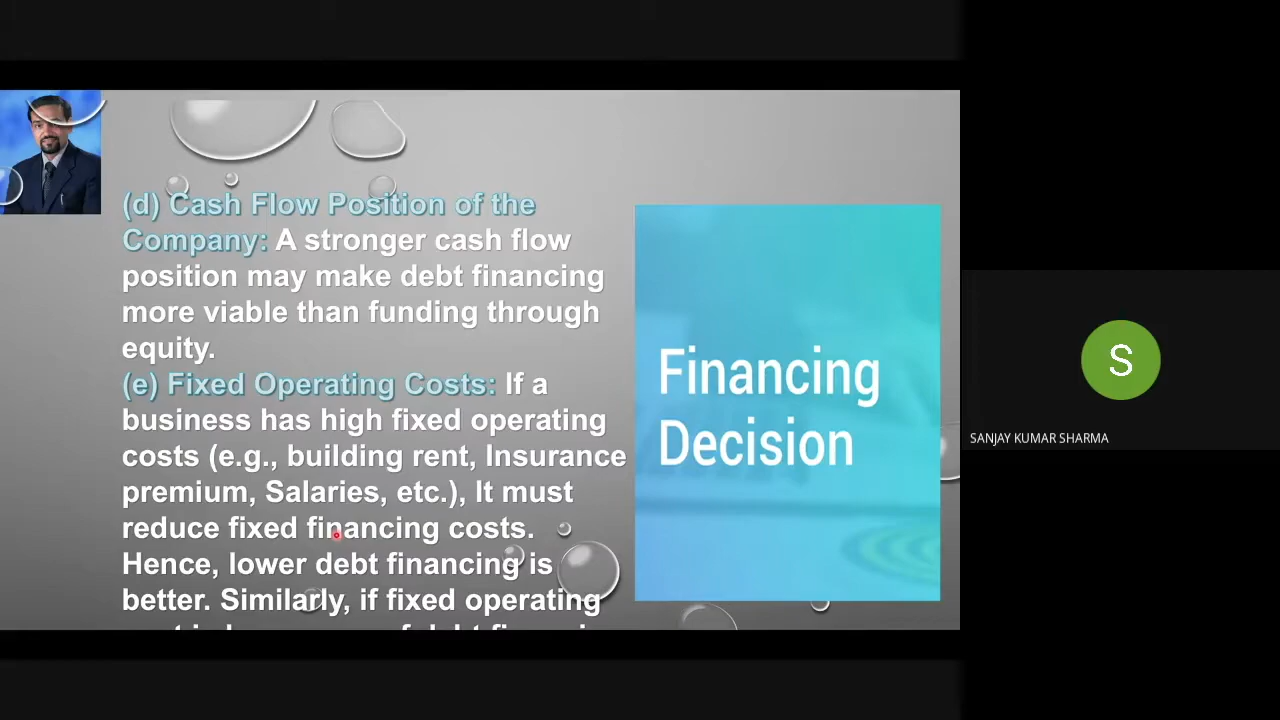 (d) Cash Flow Position of the
Company: A stronger cash flow
position may make debt financing
more viable than funding through
equity.
(e) Fixed Operating Costs: If a
business has high fixed operating
costs (e.g., building rent, Insurance
premium, Salaries, etc.), It must
reduce fixed financing costs.
Hence, lower debt financing is
better. Similarly, if fixed operating
Financing
Decision
S
SANJAY KUMAR SHARMA